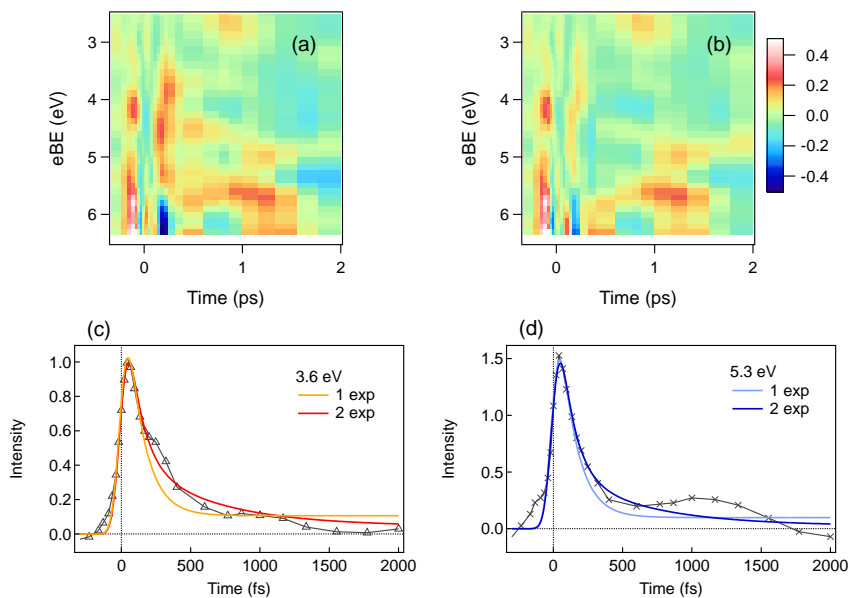 (a)
3
4
5
6
eBE (eV)
0
1
2
Time (ps)
(b)
3
4
5
6
eBE (eV)
0
1
2
Time (ps)
0.4
0.2
0.0
-0.2
-0.4
(c)
1.0
0.8
0.6
0.4
0.2
0.0
Intensity
3.6 eV
1 exp
2 exp
0
500
1000
1500
2000
Time (fs)
(d)
1.5
1.0
0.5
0.0
Intensity
5.3 eV
1 exp
2 exp
0
500
1000
1500
2000
Time (fs)